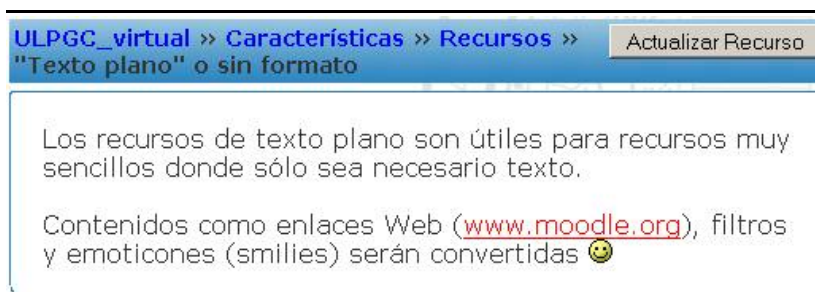 ULPGC_virtual » Características » Recursos »
"Texto plano" o sin formato
Actualizar Recurso
Los recursos de texto plano son útiles para recursos muy
sencillos donde sólo sea necesario texto.
Contenidos como enlaces Web (www.moodle.org), filtros
y emoticones (smilies) serán convertidas